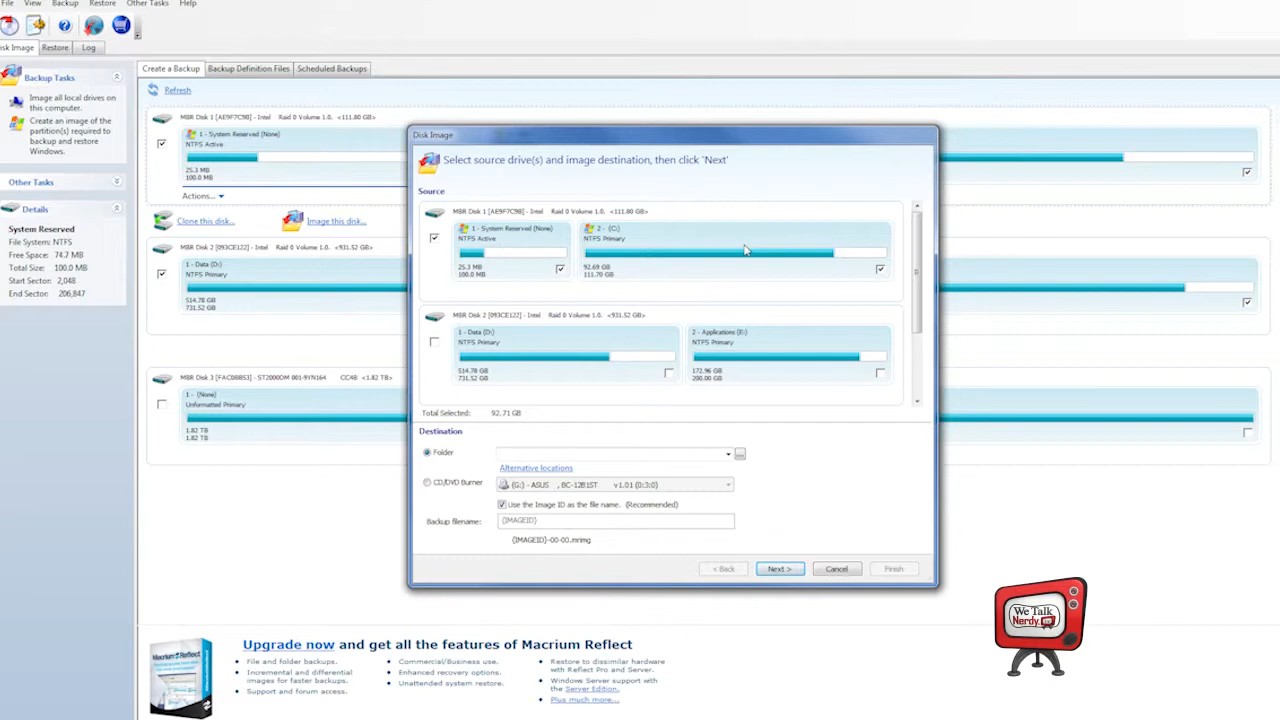 File View Backup Restore Other Tasks Help
Disk Image Restore Log
Backup Tasks
Image all local drives on
this computer.
Create an image of the
partition(s) required to
backup and restore
Windows.
Other Tasks
Details
System Reserved
File System: NTFS
Free Space: 74.7 MB
Total Size: 100.0 MB
Start Sector: 2,048
End Sector: 206,847
Create a Backup Backup Definition Files Scheduled Backups
Refresh
MBR Disk 1 [AE9F7C9B] - Intel Raid 0 Volume 1.0. <111.80 GB>
1 - System Reserved (None)
NTFS Active
25.3 MB
100.0 MB
Actions...
Clone this disk... Image this disk...
MBR Disk 2 [093CE122] - Intel Raid 0 Volume 1.0. <931.52 GB>
1 - Data (D:)
NTFS Primary
514.78 GB
731.52 GB
MBR Disk 3 [FAC0BB53] - ST2000DM 001-9YN164 CC4B <1.82 TB>
1 - (None)
Unformatted Primary
1.82 TB
1.82 TB
Disk Image
Select source drive(s) and image destination, then click 'Next'
Source
MBR Disk 1 [AE9F7C9B] - Intel Raid 0 Volume 1.0. <111.80 GB>
1 - System Reserved (None)
NTFS Active
25.3 MB
100.0 MB
2 - (C:)
NTFS Primary
92.69 GB
111.70 GB
MBR Disk 2 [093CE122] - Intel Raid 0 Volume 1.0. <931.52 GB>
1 - Data (D:)
NTFS Primary
514.78 GB
731.52 GB
2 - Applications (E:)
NTFS Primary
172.96 GB
200.00 GB
Total Selected: 92.71 GB
Destination
Folder
Alternative locations
CD/DVD Burner (G:) - ASUS , BC-12B1ST v1.01 (0:3:0)
Use the Image ID as the file name. (Recommended)
Backup filename: {IMAGEID}
{IMAGEID}-00-00.mrimg
< Back Next > Cancel Finish
We Talk
Nerdy
Upgrade now and get all the features of Macrium Reflect
File and folder backups.
Incremental and differential
images for faster backups.
Support and forum access.
Commercial/Business use.
Enhanced recovery options.
Unattended system restore.
Restore to dissimilar hardware
with Reflect Pro and Server.
Windows Server support with
the Server Edition.
Plus much more...
Macrium Reflect